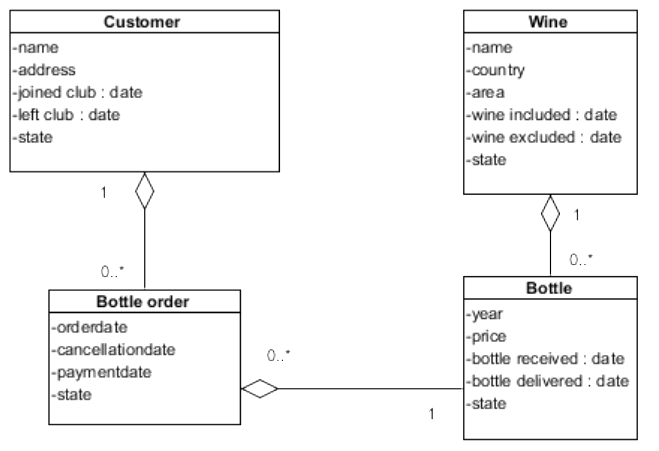 Customer
-name
-address
-joined club : date
-left club : date
-state
Wine
-name
-country
-area
-wine included : date
-wine excluded : date
-state
1
0..*
1
0..*
Bottle order
-orderdate
-cancellationdate
-paymentdate
-state
0..*
1
Bottle
-year
-price
-bottle received : date
-bottle delivered : date
-state